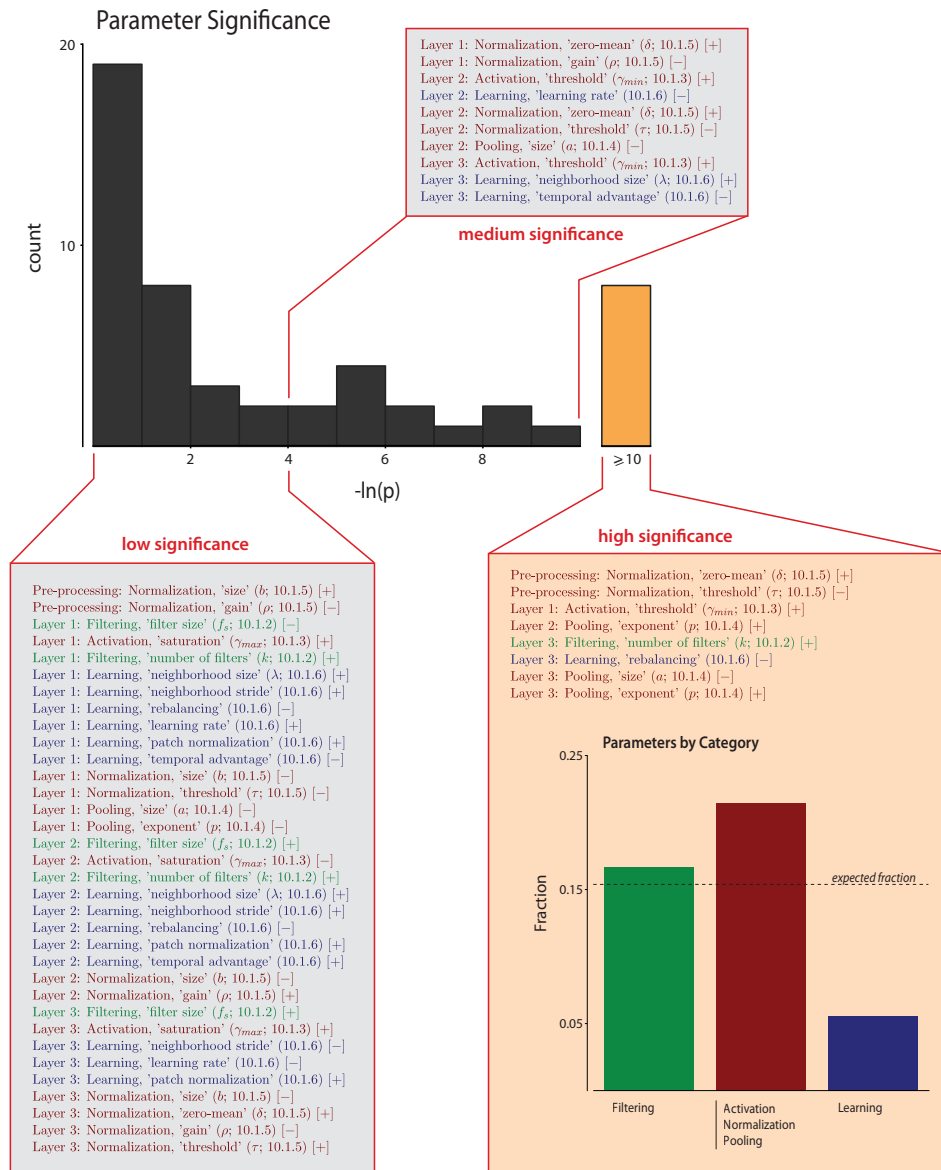 Parameter Significance
20
10
count
2
4
6
8
⩾10
-ln(p)
Layer 1: Normalization, 'zero-mean' (δ; 10.1.5) [+]
Layer 1: Normalization, 'gain' (ρ; 10.1.5) [−]
Layer 2: Activation, 'threshold' (γmin; 10.1.3) [+]
Layer 2: Learning, 'learning rate' (10.1.6) [−]
Layer 2: Normalization, 'zero-mean' (δ; 10.1.5) [+]
Layer 2: Normalization, 'threshold' (τ; 10.1.5) [−]
Layer 2: Pooling, 'size' (a; 10.1.4) [−]
Layer 3: Activation, 'threshold' (γmin; 10.1.3) [+]
Layer 3: Learning, 'neighborhood size' (λ; 10.1.6) [+]
Layer 3: Learning, 'temporal advantage' (10.1.6) [−]
medium significance
low significance
Pre-processing: Normalization, 'size' (b; 10.1.5) [+]
Pre-processing: Normalization, 'gain' (ρ; 10.1.5) [−]
Layer 1: Filtering, 'filter size' (fs; 10.1.2) [−]
Layer 1: Activation, 'saturation' (γmax; 10.1.3) [+]
Layer 1: Filtering, 'number of filters' (k; 10.1.2) [+]
Layer 1: Learning, 'neighborhood size' (λ; 10.1.6) [+]
Layer 1: Learning, 'neighborhood stride' (10.1.6) [+]
Layer 1: Learning, 'rebalancing' (10.1.6) [−]
Layer 1: Learning, 'learning rate' (10.1.6) [+]
Layer 1: Learning, 'patch normalization' (10.1.6) [+]
Layer 1: Learning, 'temporal advantage' (10.1.6) [−]
Layer 1: Normalization, 'size' (b; 10.1.5) [−]
Layer 1: Normalization, 'threshold' (τ; 10.1.5) [−]
Layer 1: Pooling, 'size' (a; 10.1.4) [−]
Layer 1: Pooling, 'exponent' (p; 10.1.4) [−]
Layer 2: Filtering, 'filter size' (fs; 10.1.2) [+]
Layer 2: Activation, 'saturation' (γmax; 10.1.3) [−]
Layer 2: Filtering, 'number of filters' (k; 10.1.2) [+]
Layer 2: Learning, 'neighborhood size' (λ; 10.1.6) [+]
Layer 2: Learning, 'neighborhood stride' (10.1.6) [+]
Layer 2: Learning, 'rebalancing' (10.1.6) [−]
Layer 2: Learning, 'patch normalization' (10.1.6) [+]
Layer 2: Learning, 'temporal advantage' (10.1.6) [+]
Layer 2: Normalization, 'size' (b; 10.1.5) [−]
Layer 2: Normalization, 'gain' (ρ; 10.1.5) [+]
Layer 3: Filtering, 'filter size' (fs; 10.1.2) [+]
Layer 3: Activation, 'saturation' (γmax; 10.1.3) [+]
Layer 3: Learning, 'neighborhood stride' (10.1.6) [−]
Layer 3: Learning, 'learning rate' (10.1.6) [−]
Layer 3: Learning, 'patch normalization' (10.1.6) [+]
Layer 3: Normalization, 'size' (b; 10.1.5) [−]
Layer 3: Normalization, 'zero-mean' (δ; 10.1.5) [+]
Layer 3: Normalization, 'gain' (ρ; 10.1.5) [−]
Layer 3: Normalization, 'threshold' (τ; 10.1.5) [+]
high significance
Pre-processing: Normalization, 'zero-mean' (δ; 10.1.5) [+]
Pre-processing: Normalization, 'threshold' (τ; 10.1.5) [−]
Layer 1: Activation, 'threshold' (γmin; 10.1.3) [+]
Layer 2: Pooling, 'exponent' (p; 10.1.4) [+]
Layer 3: Filtering, 'number of filters' (k; 10.1.2) [+]
Layer 3: Learning, 'rebalancing' (10.1.6) [−]
Layer 3: Pooling, 'size' (a; 10.1.4) [−]
Layer 3: Pooling, 'exponent' (p; 10.1.4) [+]
Parameters by Category
0.25
0.15
0.05
Fraction
expected fraction
Filtering
Activation
Normalization
Pooling
Learning